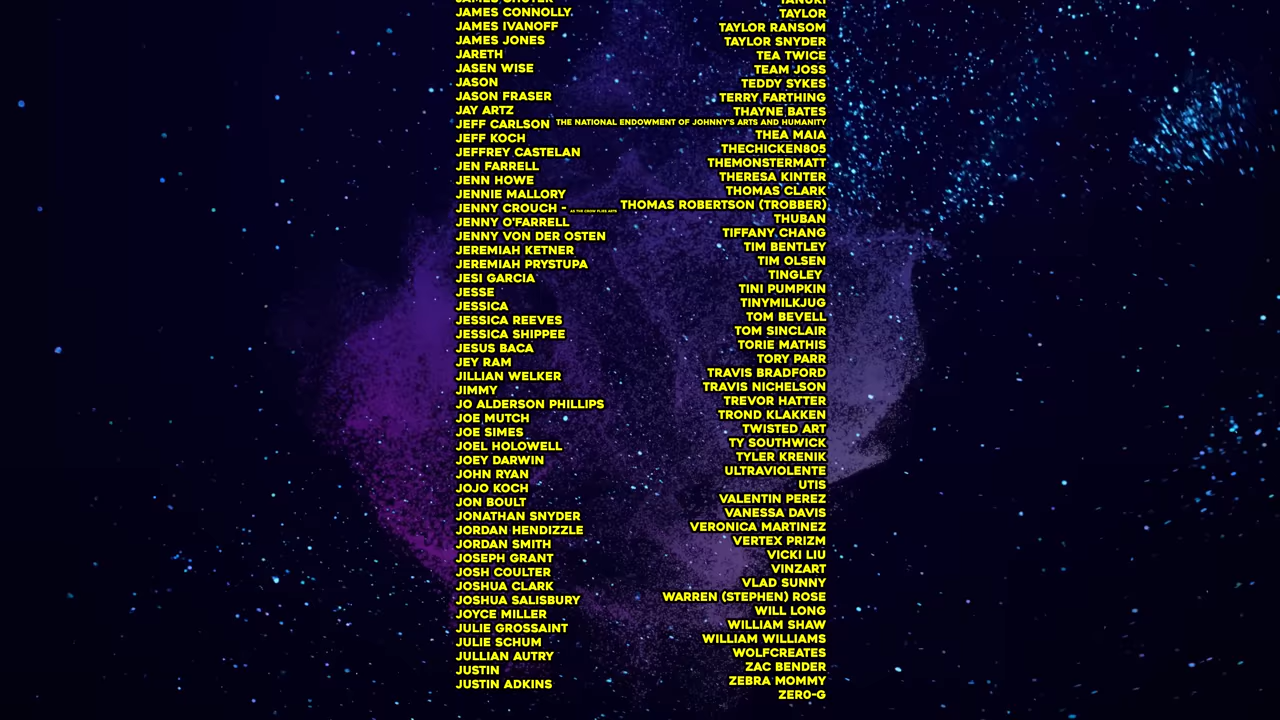 JAMES CONNOLLY
JAMES IVANOFF
JAMES JONES
JARETH
JASEN WISE
JASON
JASON FRASER
JAY ARTZ
JEFF CARLSON
JEFF KOCH
JEFFREY CASTELAN
JEN FARRELL
JENN HOWE
JENNIE MALLORY
JENNY CROUCH - AS THE CROW FLIES ARTS
JENNY O'FARRELL
JENNY VON DER OSTEN
JEREMIAH KETNER
JEREMIAH PRYSTUPA
JESI GARCIA
JESSE
JESSICA
JESSICA REEVES
JESSICA SHIPPEE
JESUS BACA
JEY RAM
JILLIAN WELKER
JIMMY
JO ALDERSON PHILLIPS
JOE MUTCH
JOE SIMES
JOEL HOLOWELL
JOEY DARWIN
JOHN RYAN
JOJO KOCH
JON BOULT
JONATHAN SNYDER
JORDAN HENDIZZLE
JORDAN SMITH
JOSEPH GRANT
JOSH COULTER
JOSHUA CLARK
JOSHUA SALISBURY
JOYCE MILLER
JULIE GROSSAINT
JULIE SCHUM
JULLIAN AUTRY
JUSTIN
JUSTIN ADKINS
TANUKI
TAYLOR
TAYLOR RANSOM
TAYLOR SNYDER
TEA TWICE
TEAM JOSS
TEDDY SYKES
TERRY FARTHING
THAYNE BATES
THE NATIONAL ENDOWMENT OF JOHNNY'S ARTS AND HUMANITY
THEA MAIA
THECHICKEN805
THEMONSTERMATT
THERESA KINTER
THOMAS CLARK
THOMAS ROBERTSON (TROBBER)
THUBAN
TIFFANY CHANG
TIM BENTLEY
TIM OLSEN
TINGLEY
TINI PUMPKIN
TINYMILKJUG
TOM BEVELL
TOM SINCLAIR
TORIE MATHIS
TORY PARR
TRAVIS BRADFORD
TRAVIS NICHELSON
TREVOR HATTER
TROND KLAKKEN
TWISTED ART
TY SOUTHWICK
TYLER KRENIK
ULTRAVIOLENTE
UTIS
VALENTIN PEREZ
VANESSA DAVIS
VERONICA MARTINEZ
VERTEX PRIZM
VICKI LIU
VINZART
VLAD SUNNY
WARREN (STEPHEN) ROSE
WILL LONG
WILLIAM SHAW
WILLIAM WILLIAMS
WOLFCREATES
ZAC BENDER
ZEBRA MOMMY
ZER0-G